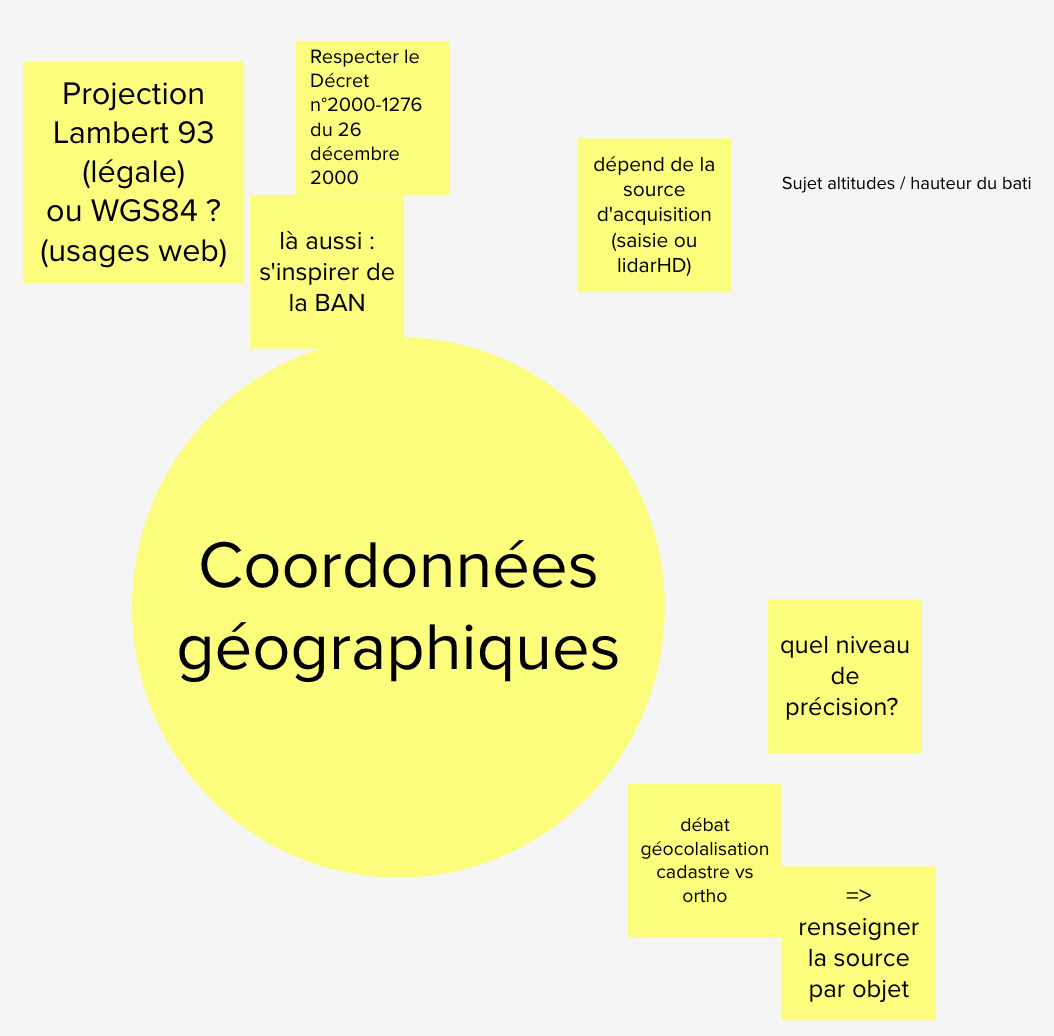 Projection
Lambert 93
(légale)
ou WGS84 ?
(usages web)
Respecter le
Décret
n°2000-1276
du 26
décembre
2000
là aussi :
s'inspirer de
la BAN
dépend de la
source
d'acquisition
(saisie ou
lidarHD)
Sujet altitudes / hauteur du bati
Coordonnées
géographiques
quel niveau
de
précision?
débat
géocolalisation
cadastre vs
ortho
=>
renseigner
la source
par objet